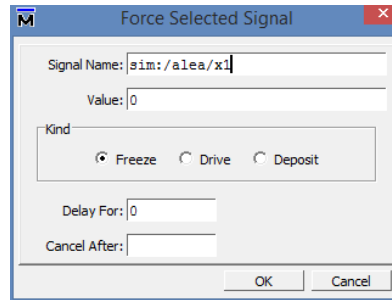 M Force Selected Signal X
Signal Name: sim:/alea/x1
Value: 0
Kind
Freeze Drive Deposit
Delay For: 0
Cancel After:
OK Cancel